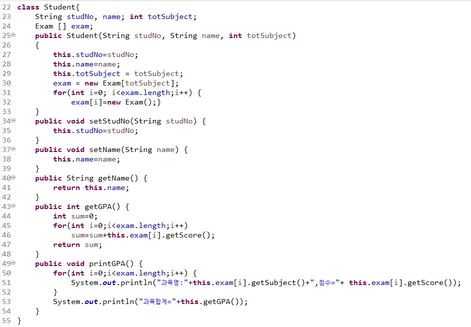 22 class Student{
23     String studNo, name; int totSubject;
24     Exam [] exam;
25     public Student(String studNo, String name, int totSubject)
26     {
27         this.studNo=studNo;
28         this.name=name;
29         this.totSubject = totSubject;
30         exam = new Exam[totSubject];
31         for(int i=0; i<exam.length;i++) {
32             exam[i]=new Exam();}
33     }
34     public void setStudNo(String studNo) {
35         this.studNo=studNo;
36     }
37     public void setName(String name) {
38         this.name=name;
39     }
40     public String getName() {
41         return this.name;
42     }
43     public int getGPA() {
44         int sum=0;
45         for(int i=0;i<exam.length;i++)
46             sum=sum+this.exam[i].getScore();
47         return sum;
48     }
49     public void printGPA() {
50         for(int i=0;i<exam.length;i++) {
51             System.out.println("과목명:"+this.exam[i].getSubject()+",점수="+ this.exam[i].getScore());
52         }
53         System.out.println("과목합계="+this.getGPA());
54     }
55 }